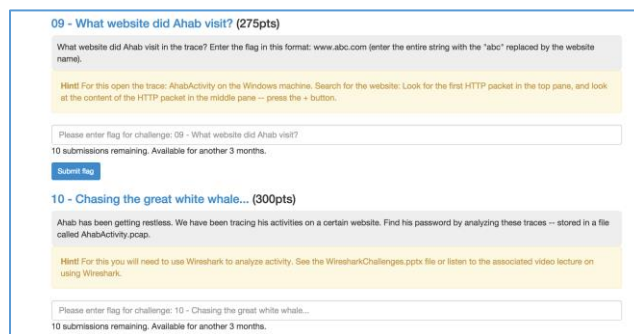 09 - What website did Ahab visit? (275pts)
What website did Ahab visit in the trace? Enter the flag in this format: www.abc.com (enter the entire string with the "abc" replaced by the website
name).
Hint! For this open the trace: AhabActivity on the Windows machine. Search for the website: Look for the first HTTP packet in the top pane, and look
at the content of the HTTP packet in the middle pane -- press the + button.
Please enter flag for challenge: 09 - What website did Ahab visit?
10 submissions remaining. Available for another 3 months.
Submit flag
10 - Chasing the great white whale... (300pts)
Ahab has been getting restless. We have been tracing his activities on a certain website. Find his password by analyzing these traces -- stored in a file
called AhabActivity.pcap.
Hint! For this you will need to use Wireshark to analyze activity. See the WiresharkChallenges.pptx file or listen to the associated video lecture on
using Wireshark.
Please enter flag for challenge: 10 - Chasing the great white whale...
10 submissions remaining. Available for another 3 months.